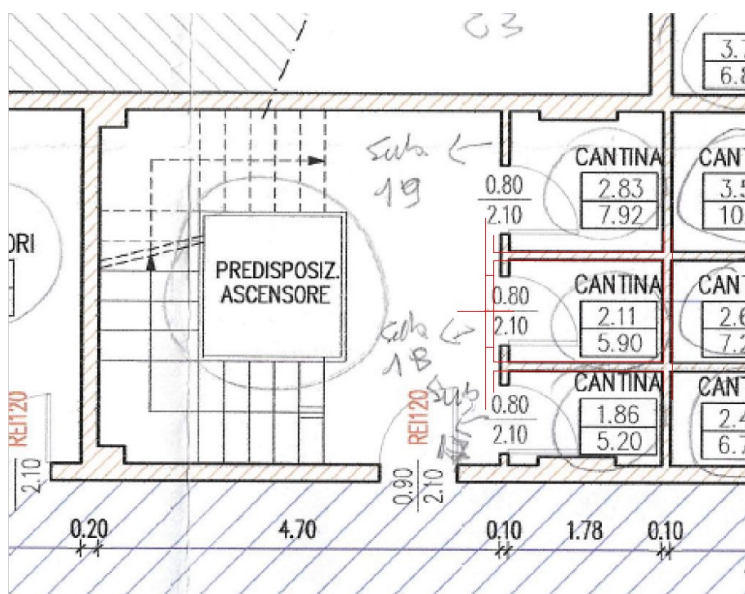 23
3.7
6.8
Sub. ←
19
CANTINA
2.83
7.92
CANT
3.5
10
0.80
2.10
ORI
PREDISPOSIZ.
ASCENSORE
CANTINA
2.11
5.90
CANT
2.6
7.2
0.80
2.10
Sub ←
18
Sub
CANTINA
1.86
5.20
CANT
2.4
6.7
0.80
2.10
REI120
2.10
REI120
0.90
2.10
0.20
4.70
0.10
1.78
0.10